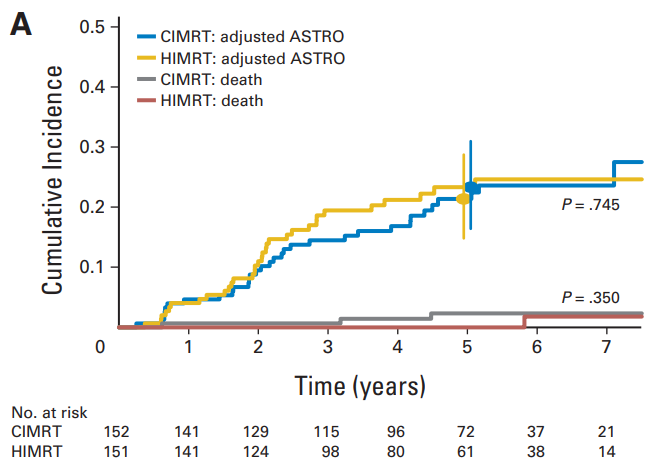 A
CIMRT: adjusted ASTRO
HIMRT: adjusted ASTRO
CIMRT: death
HIMRT: death
Cumulative Incidence
0.5
0.4
0.3
0.2
0.1
P = .745
P = .350
0 1 2 3 4 5 6 7
Time (years)
No. at risk
CIMRT 152 141 129 115 96 72 37 21
HIMRT 151 141 124 98 80 61 38 14